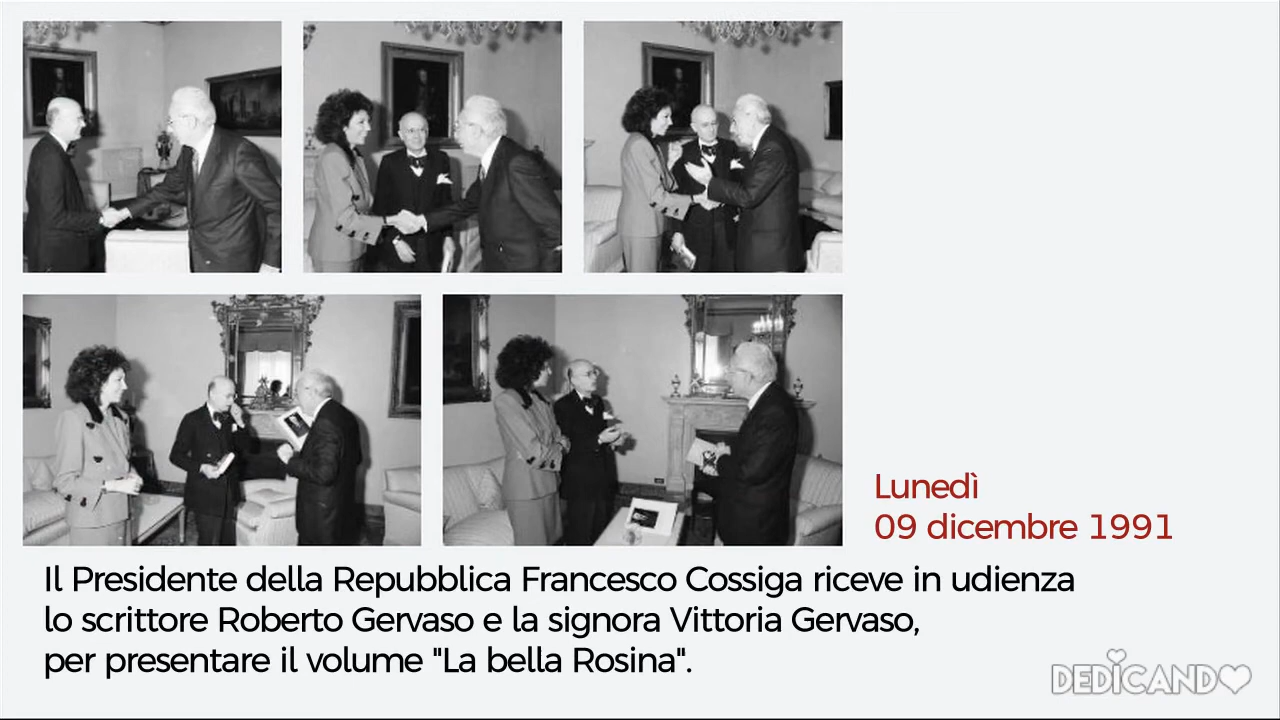 Lunedì
09 dicembre 1991
Il Presidente della Repubblica Francesco Cossiga riceve in udienza
lo scrittore Roberto Gervaso e la signora Vittoria Gervaso,
per presentare il volume "La bella Rosina".
DEDICANDO